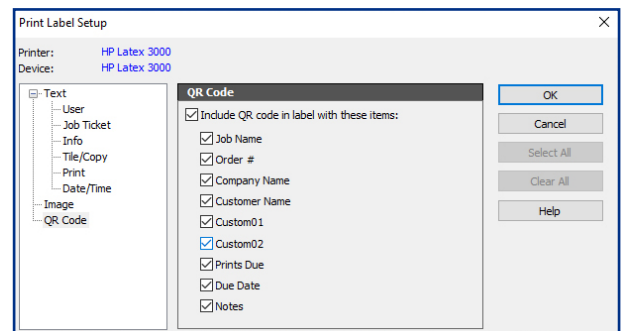 Print Label Setup
Printer: HP Latex 3000
Device: HP Latex 3000
Text
User
Job Ticket
Info
Tile/Copy
Print
Date/Time
Image
QR Code
QR Code
Include QR code in label with these items:
Job Name
Order #
Company Name
Customer Name
Custom01
Custom02
Prints Due
Due Date
Notes
OK
Cancel
Select All
Clear All
Help